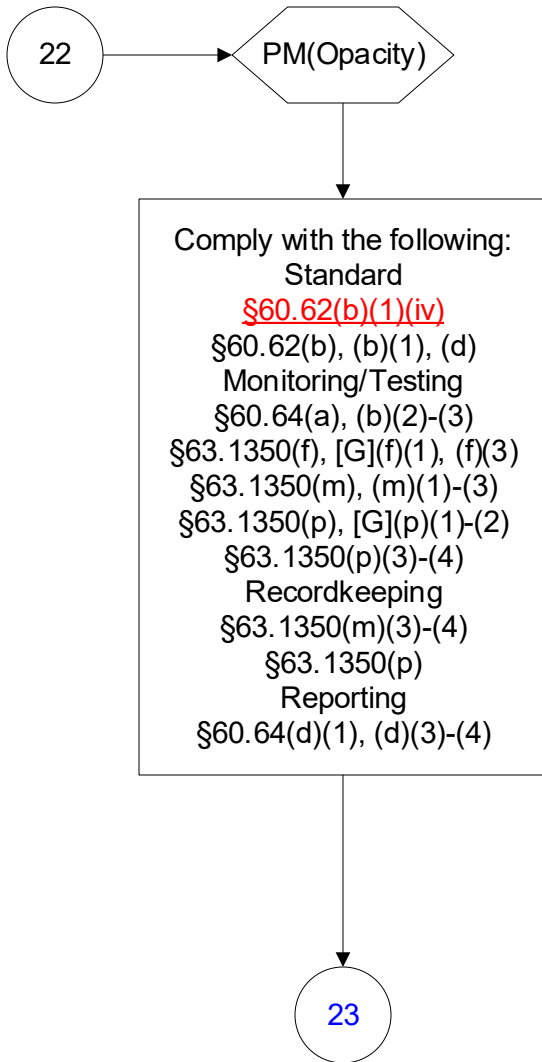 22
PM(Opacity)
Comply with the following:
Standard
§60.62(b)(1)(iv)
§60.62(b), (b)(1), (d)
Monitoring/Testing
§60.64(a), (b)(2)-(3)
§63.1350(f), [G](f)(1), (f)(3)
§63.1350(m), (m)(1)-(3)
§63.1350(p), [G](p)(1)-(2)
§63.1350(p)(3)-(4)
Recordkeeping
§63.1350(m)(3)-(4)
§63.1350(p)
Reporting
§60.64(d)(1), (d)(3)-(4)
23